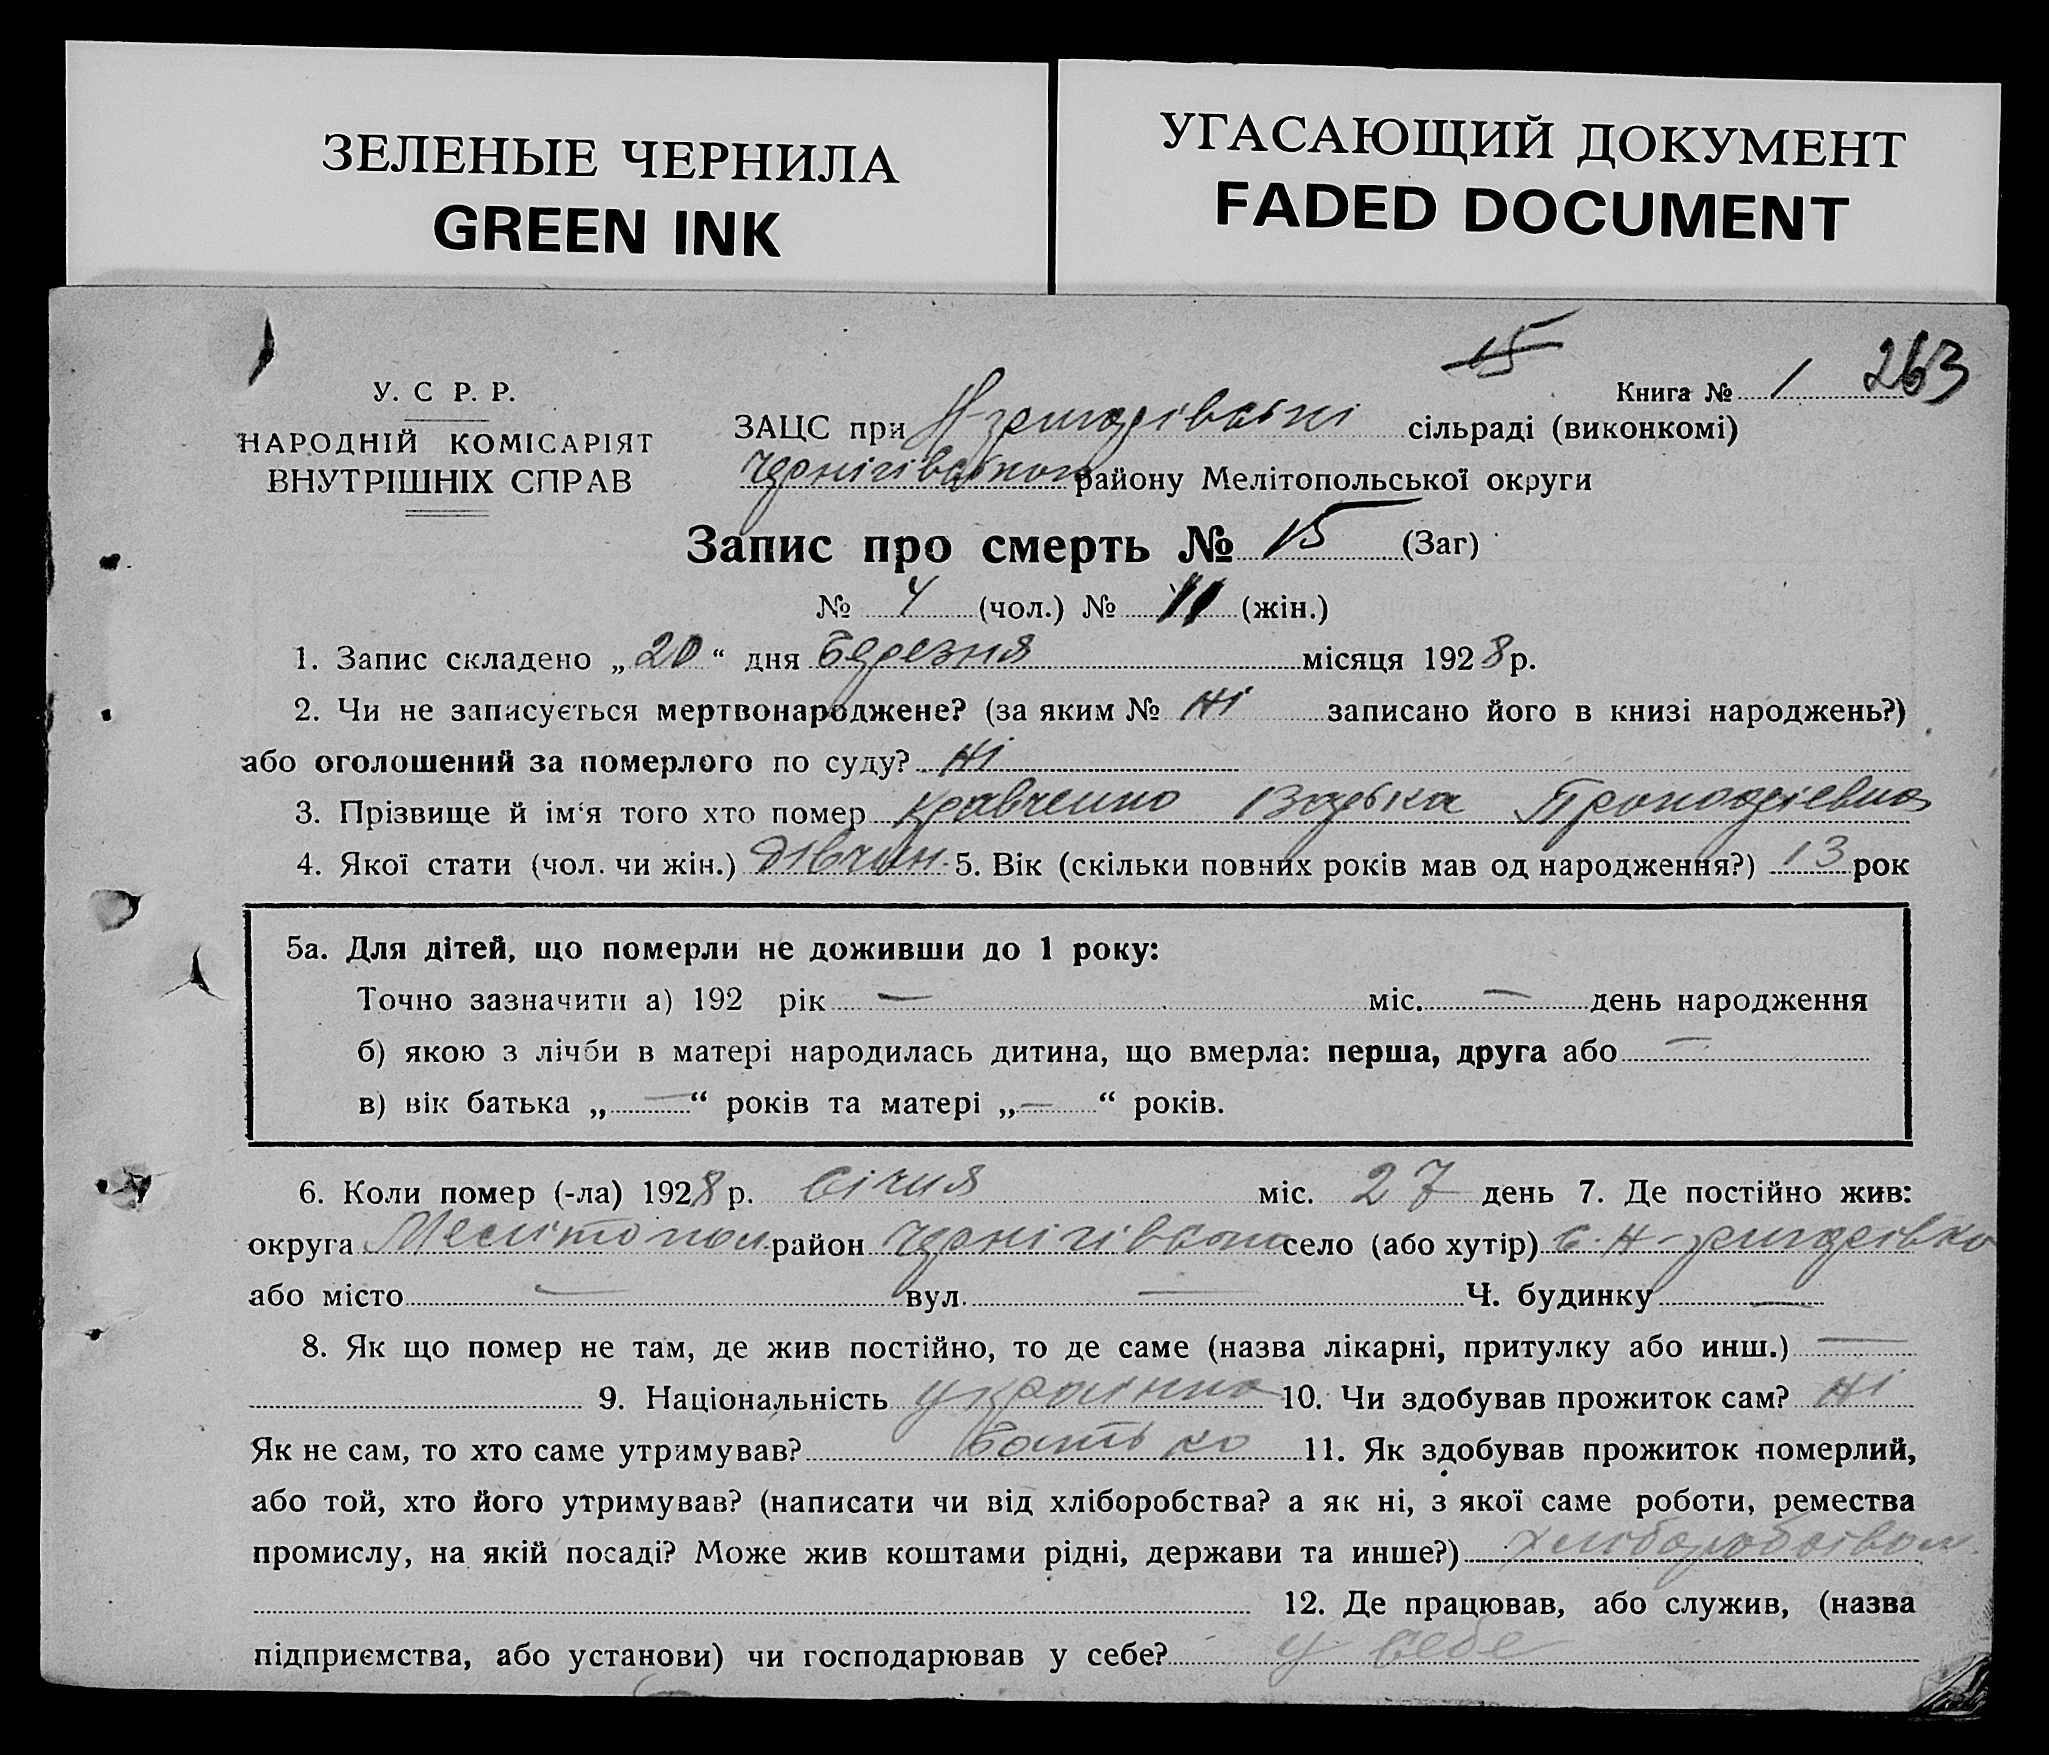 ЗЕЛЕНЫЕ ЧЕРНИЛА
GREEN INK
УГАСАЮЩИЙ ДОКУМЕНТ
FADED DOCUMENT
15
Книга № 1 263
У. С Р. Р.
НАРОДНІЙ КОМІСАРІЯТ
ВНУТРІШНІХ СПРАВ
ЗАЦС при сільраді (виконкомі)
Чернігівського району Мелітопольської округи
Запис про смерть № 15 (Заг)
№ 4 (чол.) № 11 (жін.)
1. Запис складено „20“ дня Березня місяця 1928 р.
2. Чи не записується мертвонароджене? (за яким № ні записано його в книзі народжень?)
або оголошений за померлого по суду? ні
3. Прізвище й ім'я того хто помер Кравченко
4. Якої стати (чол. чи жін.) дівчин. 5. Вік (скільки повних років мав од народження?) 13 рок
5а. Для дітей, що померли не доживши до 1 року:
Точно зазначити а) 192 рік — міс. — день народження
б) якою з лічби в матері народилась дитина, що вмерла: перша, друга або —
в) вік батька „—“ років та матері „—“ років.
6. Коли помер (-ла) 1928 р. Січня міс. 27 день 7. Де постійно жив:
округа Мелітопол. район Чернігівськ село (або хутір)
або місто — вул. — Ч. будинку —
8. Як що помер не там, де жив постійно, то де саме (назва лікарні, притулку або инш.) —
9. Національність українка 10. Чи здобував прожиток сам? ні
Як не сам, то хто саме утримував? батько 11. Як здобував прожиток померлий,
або той, хто його утримував? (написати чи від хліборобства? а як ні, з якої саме роботи, ремества
промислу, на якій посаді? Може жив коштами рідні, держави та инше?)
12. Де працював, або служив, (назва
підприємства, або установи) чи господарював у себе? у себе